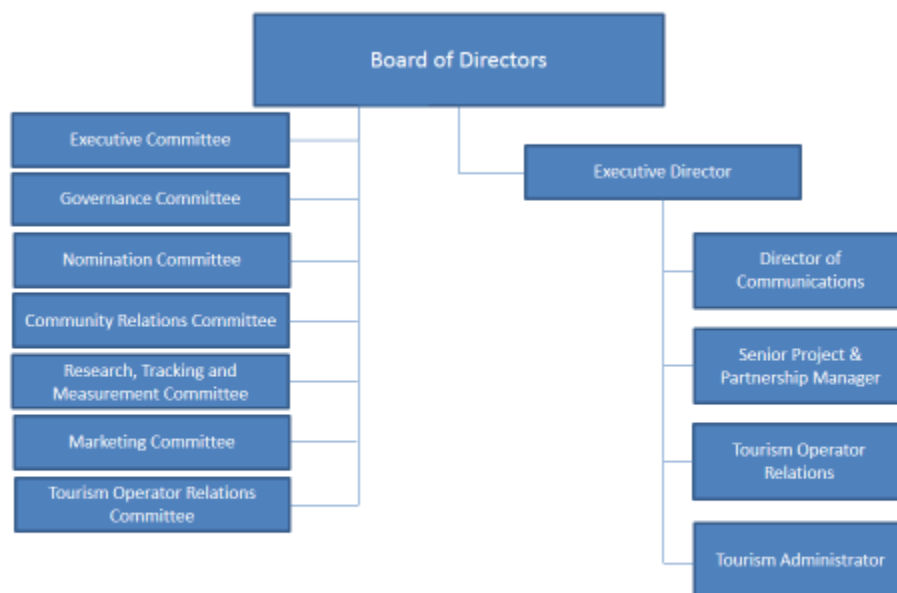 Board of Directors
Executive Committee
Governance Committee
Nomination Committee
Community Relations Committee
Research, Tracking and
Measurement Committee
Marketing Committee
Tourism Operator Relations
Committee
Executive Director
Director of
Communications
Senior Project &
Partnership Manager
Tourism Operator
Relations
Tourism Administrator